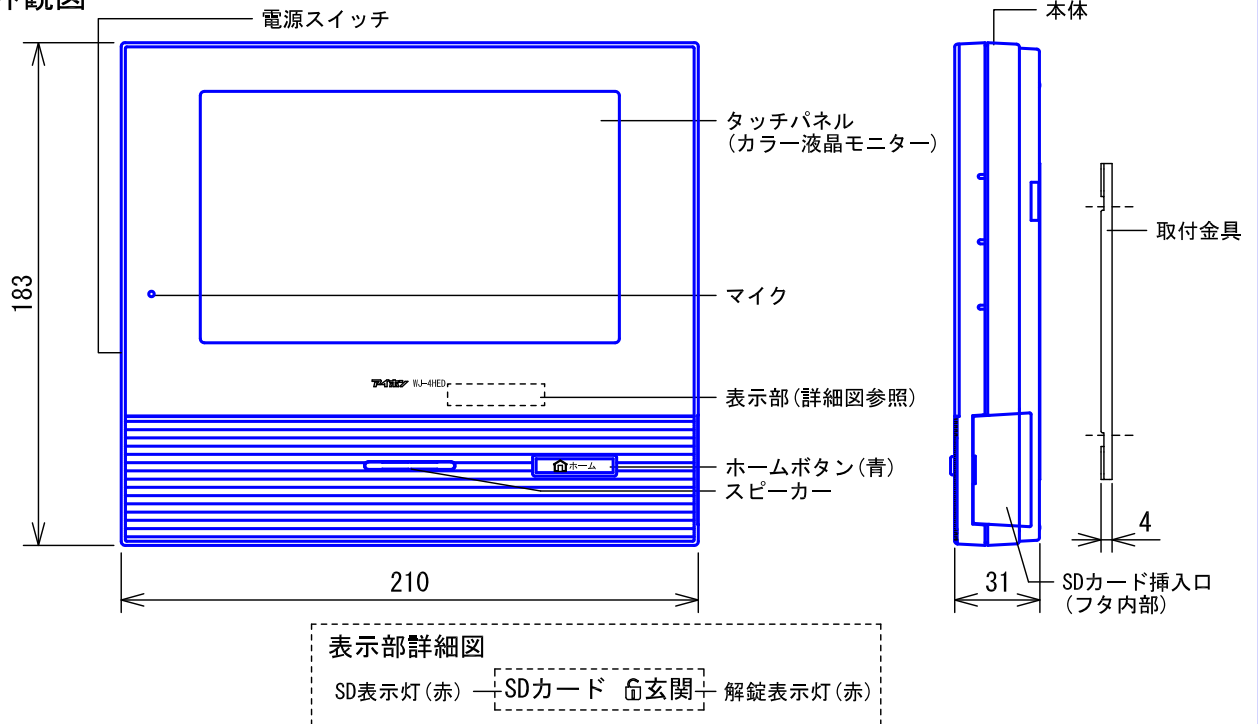 外観図
電源スイッチ
本体
タッチパネル
(カラー液晶モニター)
取付金具
183
マイク
アイホン WJ-4HED
表示部(詳細図参照)
ホーム
ホームボタン(青)
スピーカー
4
210
31
SDカード挿入口
(フタ内部)
表示部詳細図
SD表示灯(赤) SDカード 玄関 解錠表示灯(赤)